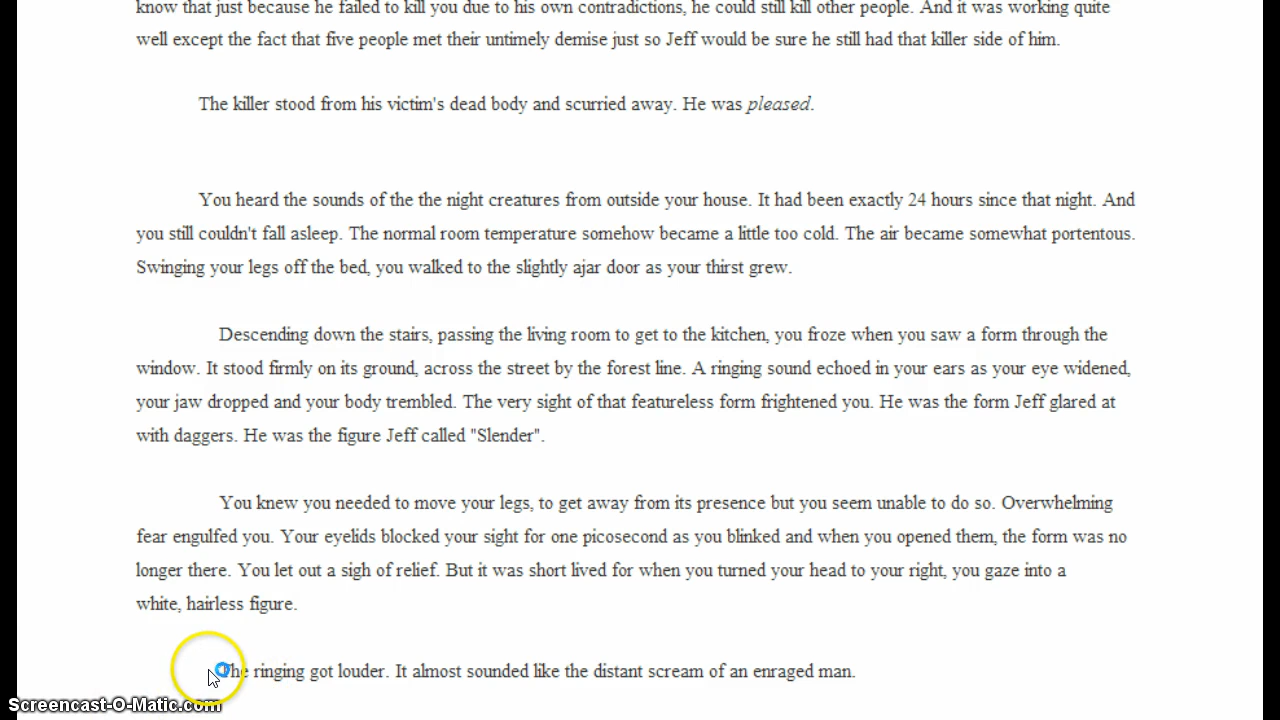 know that just because he failed to kill you due to his own contradictions, he could still kill other people. And it was working quite
well except the fact that five people met their untimely demise just so Jeff would be sure he still had that killer side of him.
The killer stood from his victim's dead body and scurried away. He was pleased.
You heard the sounds of the the night creatures from outside your house. It had been exactly 24 hours since that night. And
you still couldn't fall asleep. The normal room temperature somehow became a little too cold. The air became somewhat portentous.
Swinging your legs off the bed, you walked to the slightly ajar door as your thirst grew.
Descending down the stairs, passing the living room to get to the kitchen, you froze when you saw a form through the
window. It stood firmly on its ground, across the street by the forest line. A ringing sound echoed in your ears as your eye widened,
your jaw dropped and your body trembled. The very sight of that featureless form frightened you. He was the form Jeff glared at
with daggers. He was the figure Jeff called "Slender".
You knew you needed to move your legs, to get away from its presence but you seem unable to do so. Overwhelming
fear engulfed you. Your eyelids blocked your sight for one picosecond as you blinked and when you opened them, the form was no
longer there. You let out a sigh of relief. But it was short lived for when you turned your head to your right, you gaze into a
white, hairless figure.
The ringing got louder. It almost sounded like the distant scream of an enraged man.
Screencast-O-Matic.com